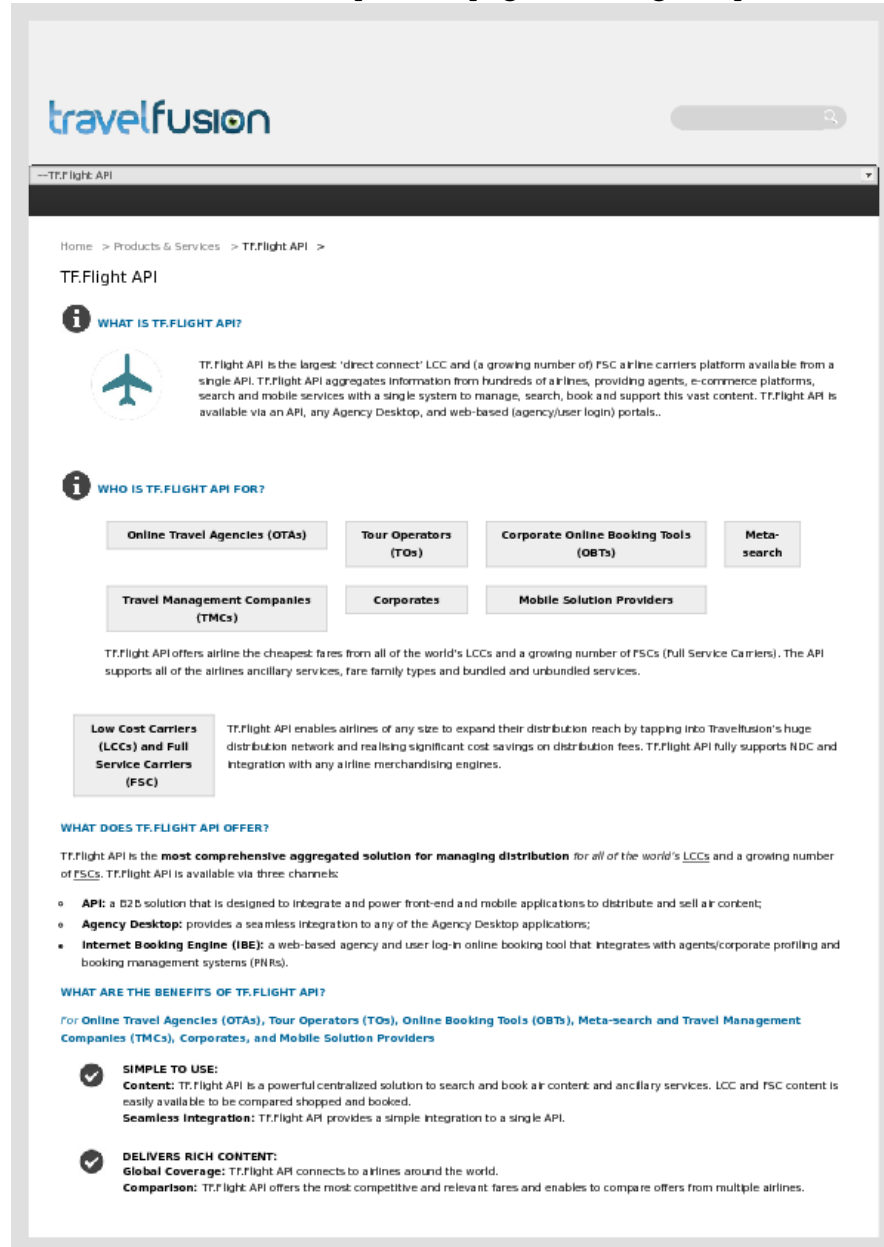 travelfusion
--TF.Flight API
Home > Products & Services > TF.Flight API >
TF.Flight API
WHAT IS TF.FLIGHT API?
TF.Flight API is the largest 'direct connect' LCC and (a growing number of) FSC airline carriers platform available from a
single API. TF.Flight API aggregates information from hundreds of airlines, providing agents, e-commerce platforms,
search and mobile services with a single system to manage, search, book and support this vast content. TF.Flight API is
available via an API, any Agency Desktop, and web-based (agency/user login) portals..
WHO IS TF.FLIGHT API FOR?
Online Travel Agencies (OTAs)
Tour Operators
(TOs)
Corporate Online Booking Tools
(OBTs)
Meta-
search
Travel Management Companies
(TMCs)
Corporates
Mobile Solution Providers
TF.Flight API offers airline the cheapest fares from all of the world's LCCs and a growing number of FSCs (Full Service Carriers). The API
supports all of the airlines ancillary services, fare family types and bundled and unbundled services.
Low Cost Carriers
(LCCs) and Full
Service Carriers
(FSC)
TF.Flight API enables airlines of any size to expand their distribution reach by tapping into Travelfusion's huge
distribution network and realising significant cost savings on distribution fees. TF.Flight API fully supports NDC and
integration with any airline merchandising engines.
WHAT DOES TF.FLIGHT API OFFER?
TF.Flight API is the most comprehensive aggregated solution for managing distribution for all of the world's LCCs and a growing number
of FSCs. TF.Flight API is available via three channels:
API: a B2B solution that is designed to integrate and power front-end and mobile applications to distribute and sell air content;
Agency Desktop: provides a seamless integration to any of the Agency Desktop applications;
Internet Booking Engine (IBE): a web-based agency and user log-in online booking tool that integrates with agents/corporate profiling and
booking management systems (PNRs).
WHAT ARE THE BENEFITS OF TF.FLIGHT API?
For Online Travel Agencies (OTAs), Tour Operators (TOs), Online Booking Tools (OBTs), Meta-search and Travel Management
Companies (TMCs), Corporates, and Mobile Solution Providers
SIMPLE TO USE:
Content: TF.Flight API is a powerful centralized solution to search and book air content and ancillary services. LCC and FSC content is
easily available to be compared shopped and booked.
Seamless Integration: TF.Flight API provides a simple integration to a single API.
DELIVERS RICH CONTENT:
Global Coverage: TF.Flight API connects to airlines around the world.
Comparison: TF.Flight API offers the most competitive and relevant fares and enables to compare offers from multiple airlines.